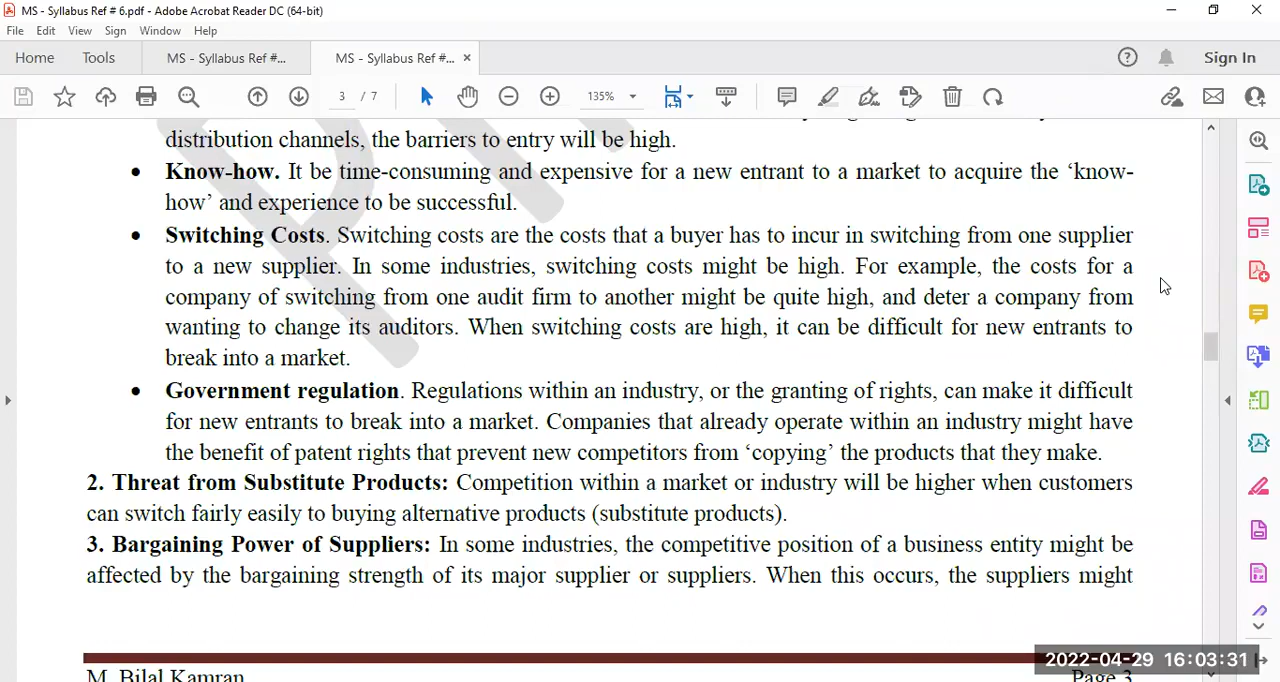 MS - Syllabus Ref # 6.pdf - Adobe Acrobat Reader DC (64-bit)
File Edit View Sign Window Help
Home Tools MS - Syllabus Ref #... MS - Syllabus Ref #... × Sign In
3 / 7 135%
distribution channels, the barriers to entry will be high.
• Know-how. It be time-consuming and expensive for a new entrant to a market to acquire the ‘know-
how’ and experience to be successful.
• Switching Costs. Switching costs are the costs that a buyer has to incur in switching from one supplier
to a new supplier. In some industries, switching costs might be high. For example, the costs for a
company of switching from one audit firm to another might be quite high, and deter a company from
wanting to change its auditors. When switching costs are high, it can be difficult for new entrants to
break into a market.
• Government regulation. Regulations within an industry, or the granting of rights, can make it difficult
for new entrants to break into a market. Companies that already operate within an industry might have
the benefit of patent rights that prevent new competitors from ‘copying’ the products that they make.
2. Threat from Substitute Products: Competition within a market or industry will be higher when customers
can switch fairly easily to buying alternative products (substitute products).
3. Bargaining Power of Suppliers: In some industries, the competitive position of a business entity might be
affected by the bargaining strength of its major supplier or suppliers. When this occurs, the suppliers might
2022-04-29 16:03:31
M. Bilal Kamran Page 3